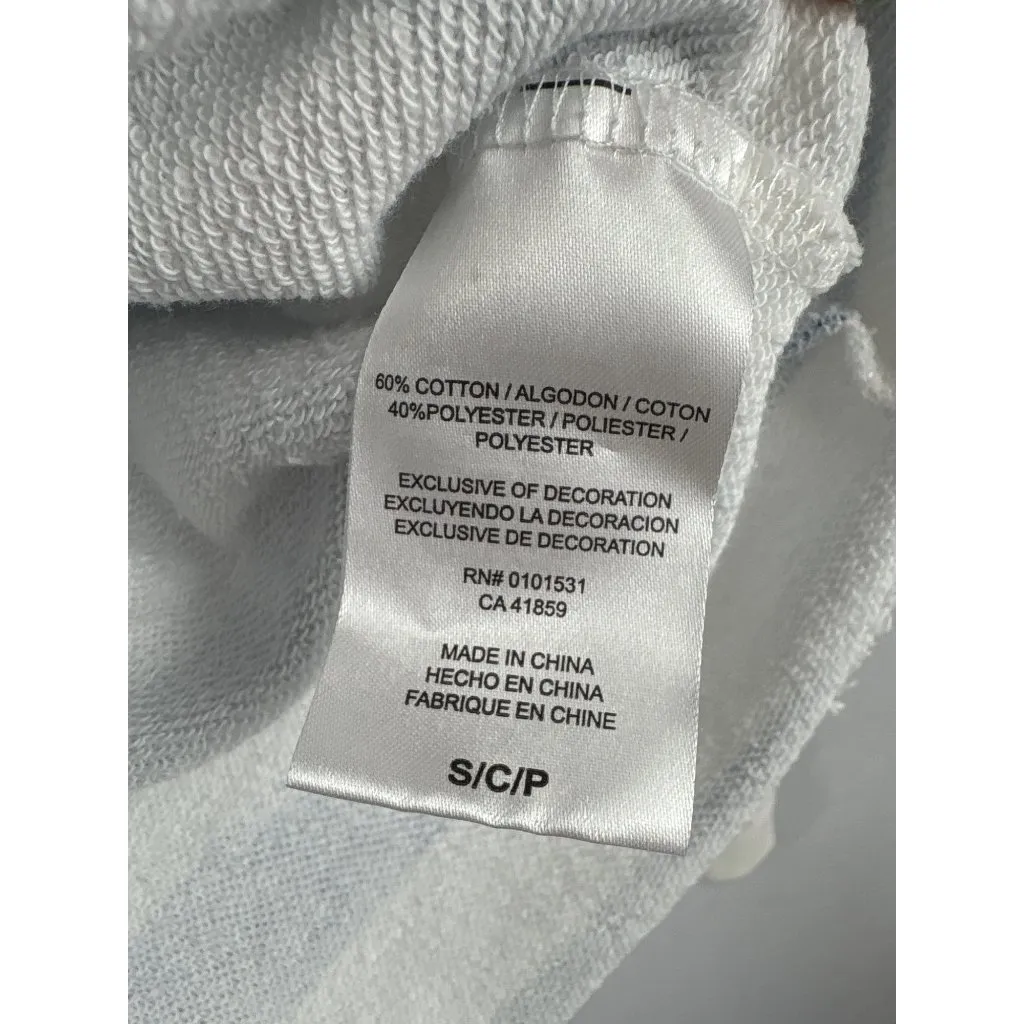 60% COTTON / ALGODON / COTON
40%POLYESTER / POLIESTER /
POLYESTER
EXCLUSIVE OF DECORATION
EXCLUYENDO LA DECORACION
EXCLUSIVE DE DECORATION
RN# 0101531
CA 41859
MADE IN CHINA
HECHO EN CHINA
FABRIQUE EN CHINE
S/C/P